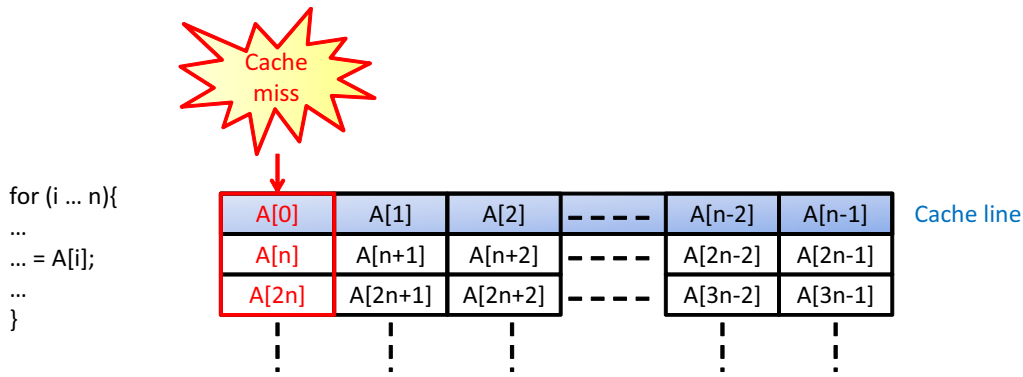 Cache
miss
for (i ... n){
...
... = A[i];
...
}
A[0] A[1] A[2] A[n-2] A[n-1]
A[n] A[n+1] A[n+2] A[2n-2] A[2n-1]
A[2n] A[2n+1] A[2n+2] A[3n-2] A[3n-1]
Cache line